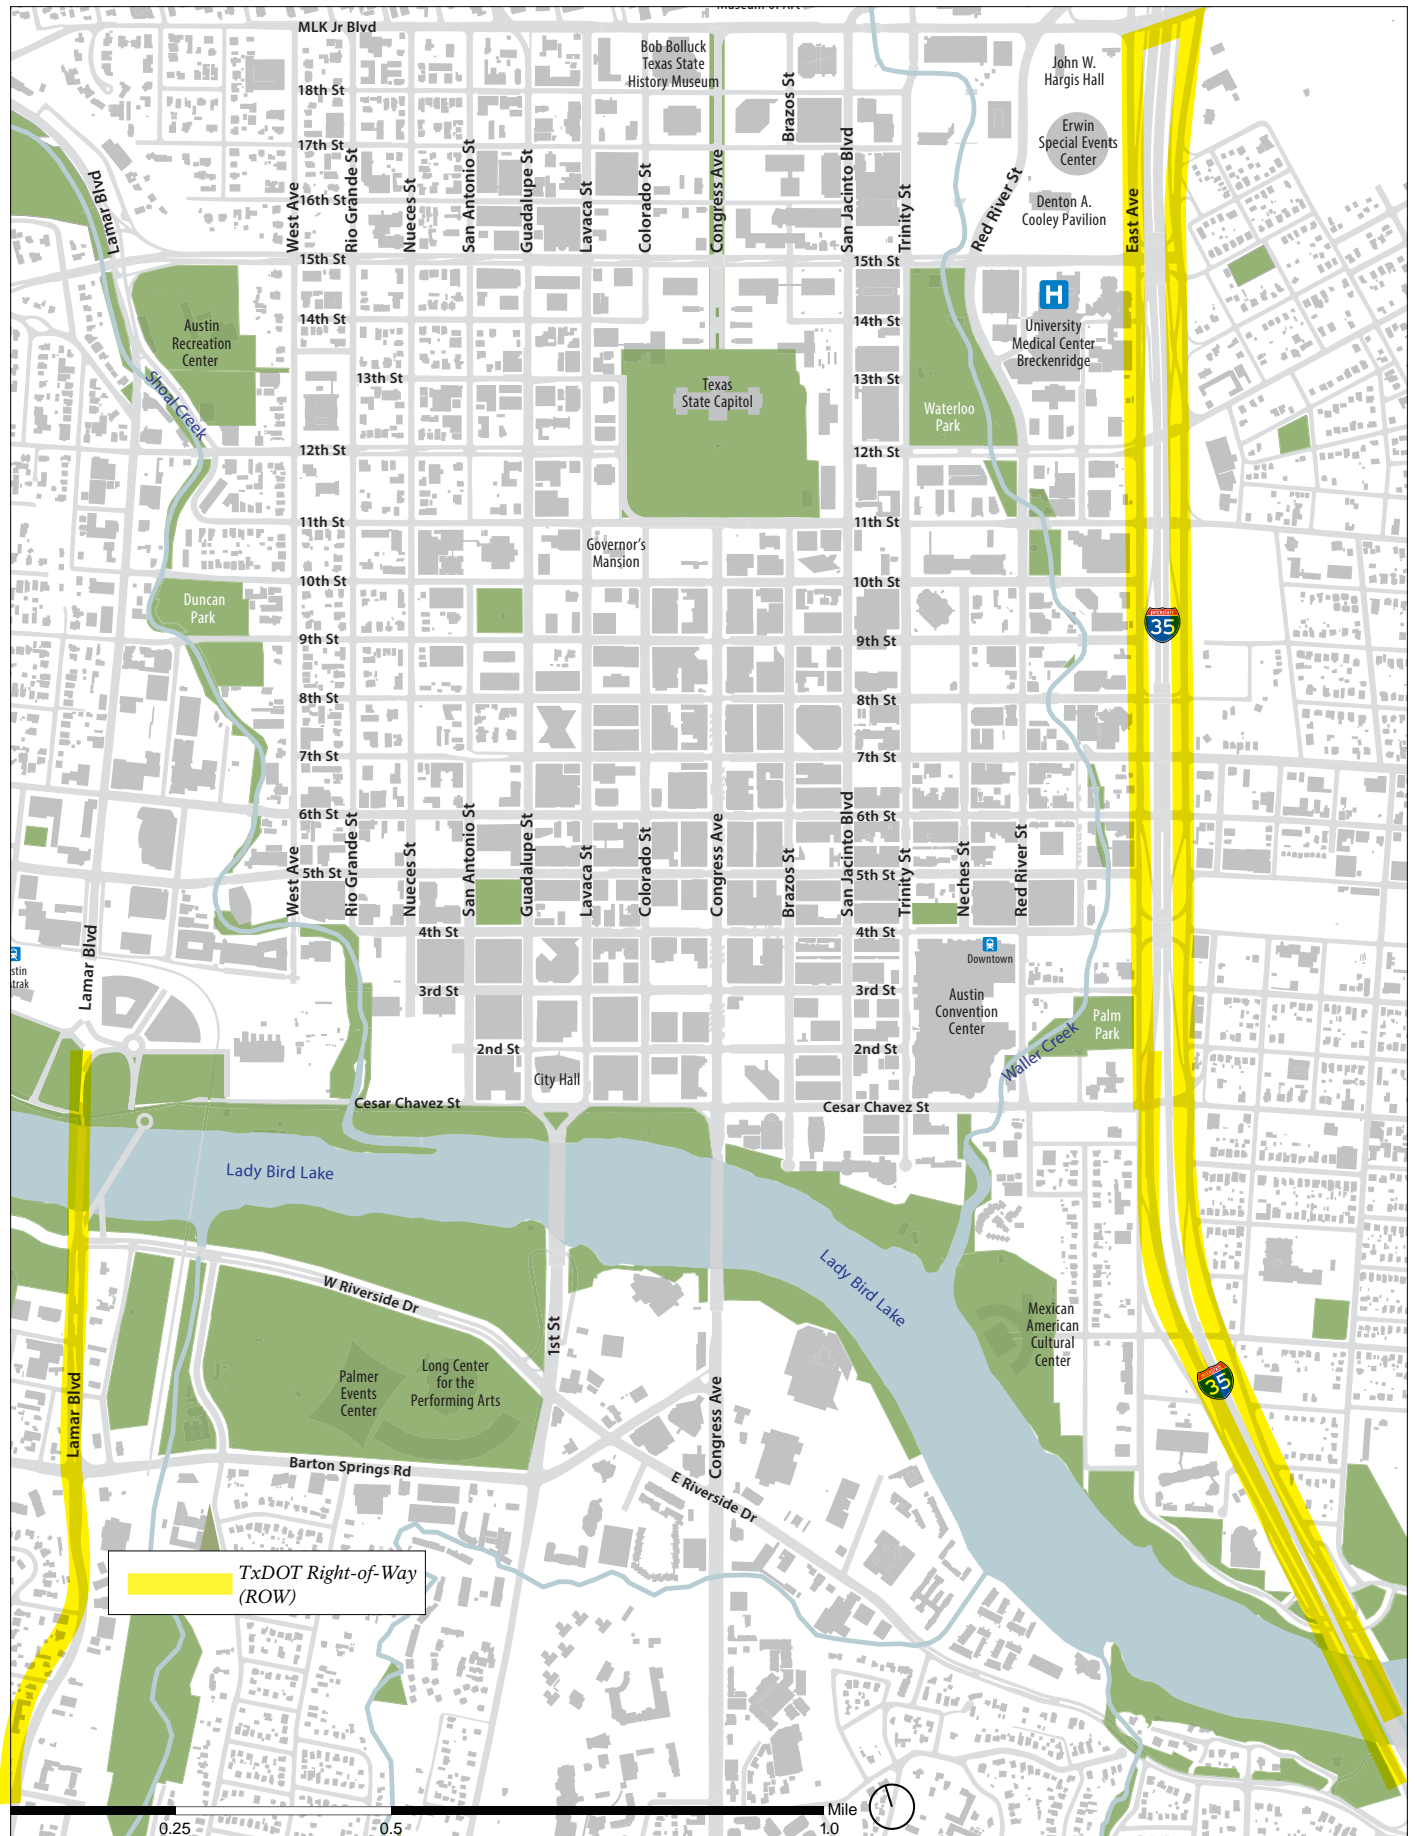 Museum of Art
MLK Jr Blvd
Bob Bolluck
Texas State
History Museum
John W.
Hargis Hall
18th St
Brazos St
Erwin
Special Events
Center
17th St
Lamar Blvd
West Ave
Rio Grande St
Nueces St
San Antonio St
Guadalupe St
Lavaca St
Colorado St
Congress Ave
San Jacinto Blvd
Trinity St
Red River St
Denton A.
Cooley Pavilion
East Ave
16th St
15th St
15th St
H
14th St
14th St
Austin
Recreation
Center
University
Medical Center
Breckenridge
13th St
13th St
Texas
State Capitol
Shoal Creek
Waterloo
Park
12th St
12th St
11th St
11th St
Governor's
Mansion
10th St
10th St
Duncan
Park
INTERSTATE
35
9th St
9th St
8th St
8th St
7th St
7th St
6th St
6th St
West Ave
Rio Grande St
Nueces St
San Antonio St
Guadalupe St
Lavaca St
Colorado St
Congress Ave
Brazos St
San Jacinto Blvd
Trinity St
Neches St
Red River St
5th St
5th St
4th St
4th St
Lamar Blvd
stin
trak
Downtown
3rd St
3rd St
Austin
Convention
Center
Palm
Park
Waller Creek
2nd St
2nd St
City Hall
Cesar Chavez St
Cesar Chavez St
Lady Bird Lake
Lady Bird Lake
W Riverside Dr
1st St
Mexican
American
Cultural
Center
Long Center
for the
Performing Arts
Palmer
Events
Center
INTERSTATE
35
Lamar Blvd
Congress Ave
Barton Springs Rd
E Riverside Dr
TxDOT Right-of-Way
(ROW)
Mile
0.25
0.5
1.0